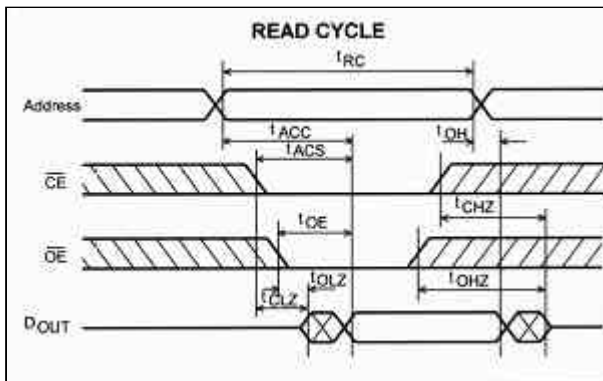 READ CYCLE
tRC
Address
tACC
tOH
tACS
CE
tCHZ
tOE
OE
tOLZ
tOHZ
tCLZ
DOUT